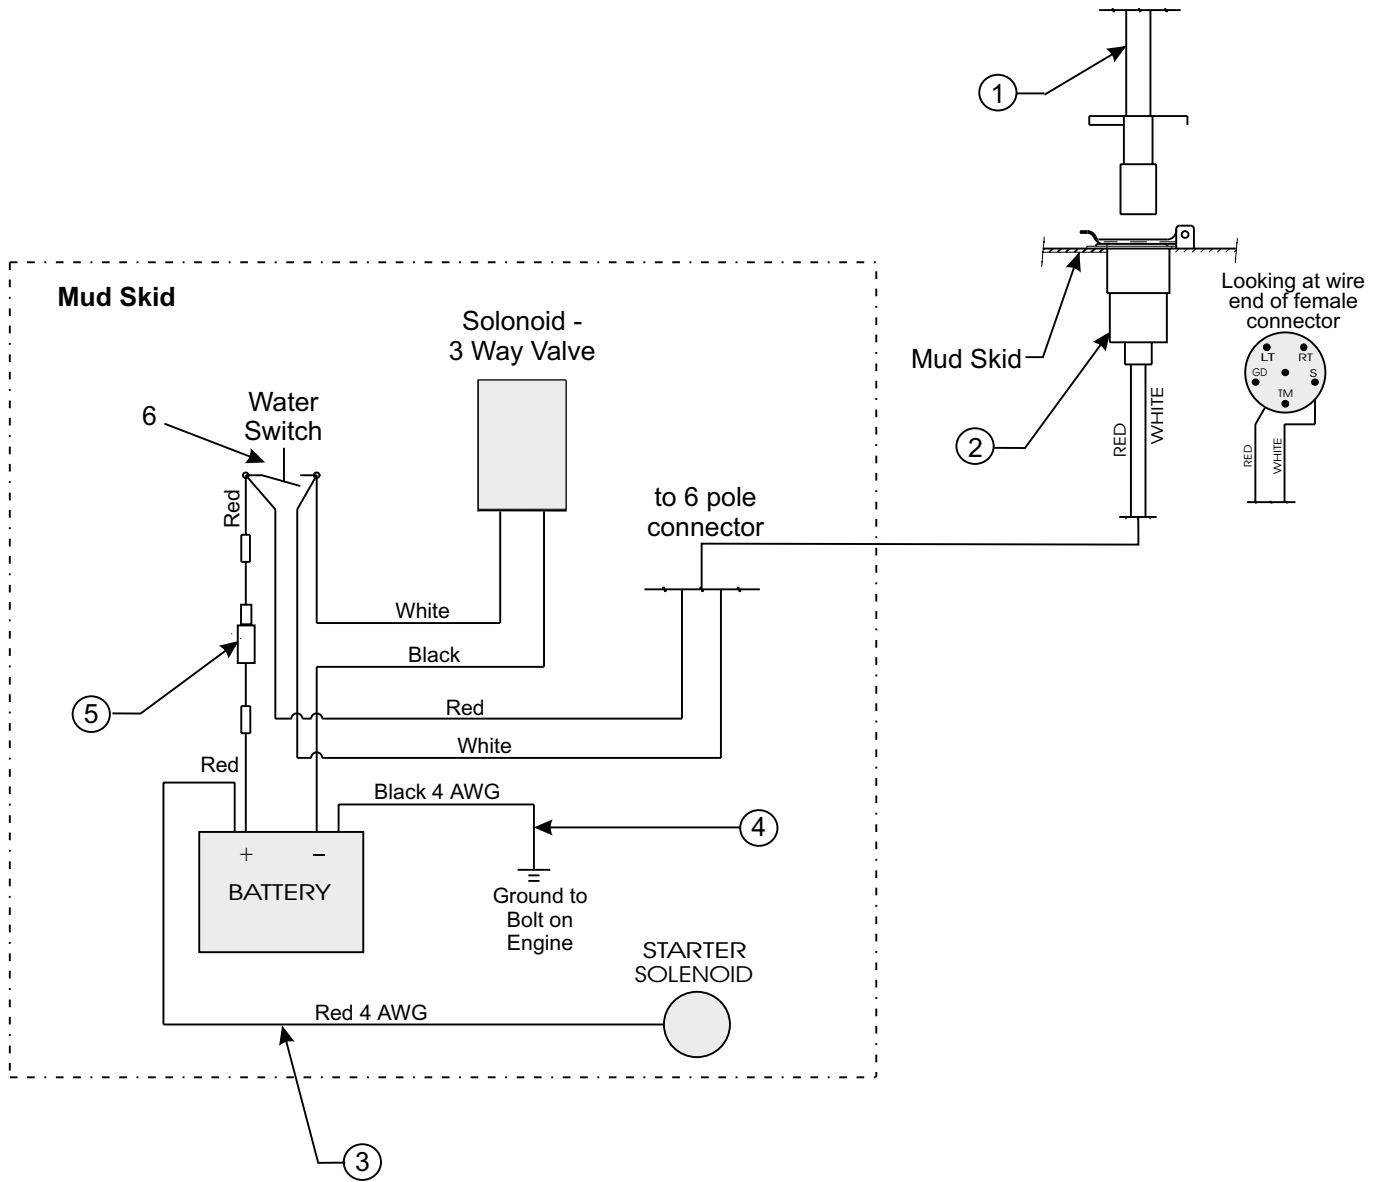 1
Mud Skid
Solonoid -
3 Way Valve
Looking at wire
end of female
connector
LT
RT
GD
S
TM
RED
WHITE
Mud Skid
2
RED
WHITE
6
Water
Switch
Red
to 6 pole
connector
White
Black
5
Red
White
Red
Black 4 AWG
4
+
–
BATTERY
Ground to
Bolt on
Engine
STARTER
SOLENOID
Red 4 AWG
3